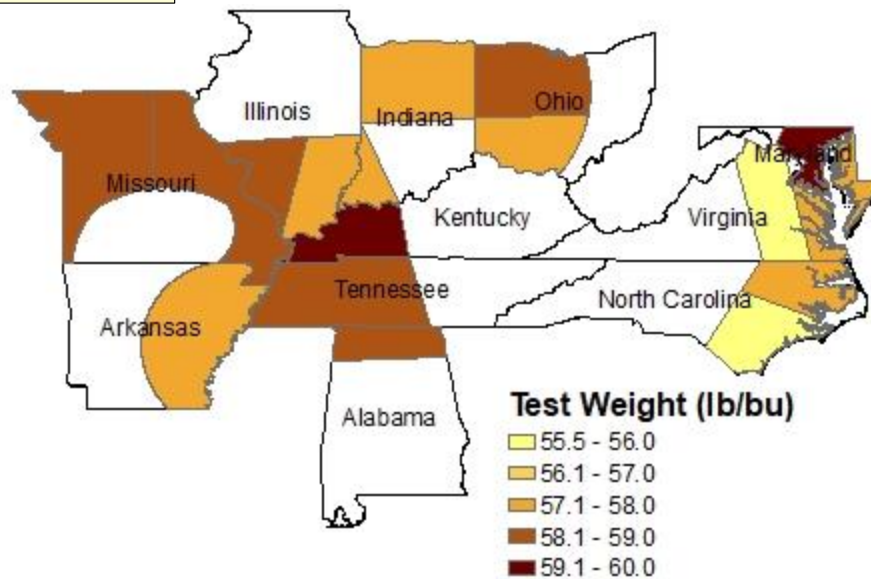 Illinois
Indiana
Ohio
Missouri
Maryland
Kentucky
Virginia
Tennessee
North Carolina
Arkansas
Alabama
Test Weight (lb/bu)
55.5 - 56.0
56.1 - 57.0
57.1 - 58.0
58.1 - 59.0
59.1 - 60.0